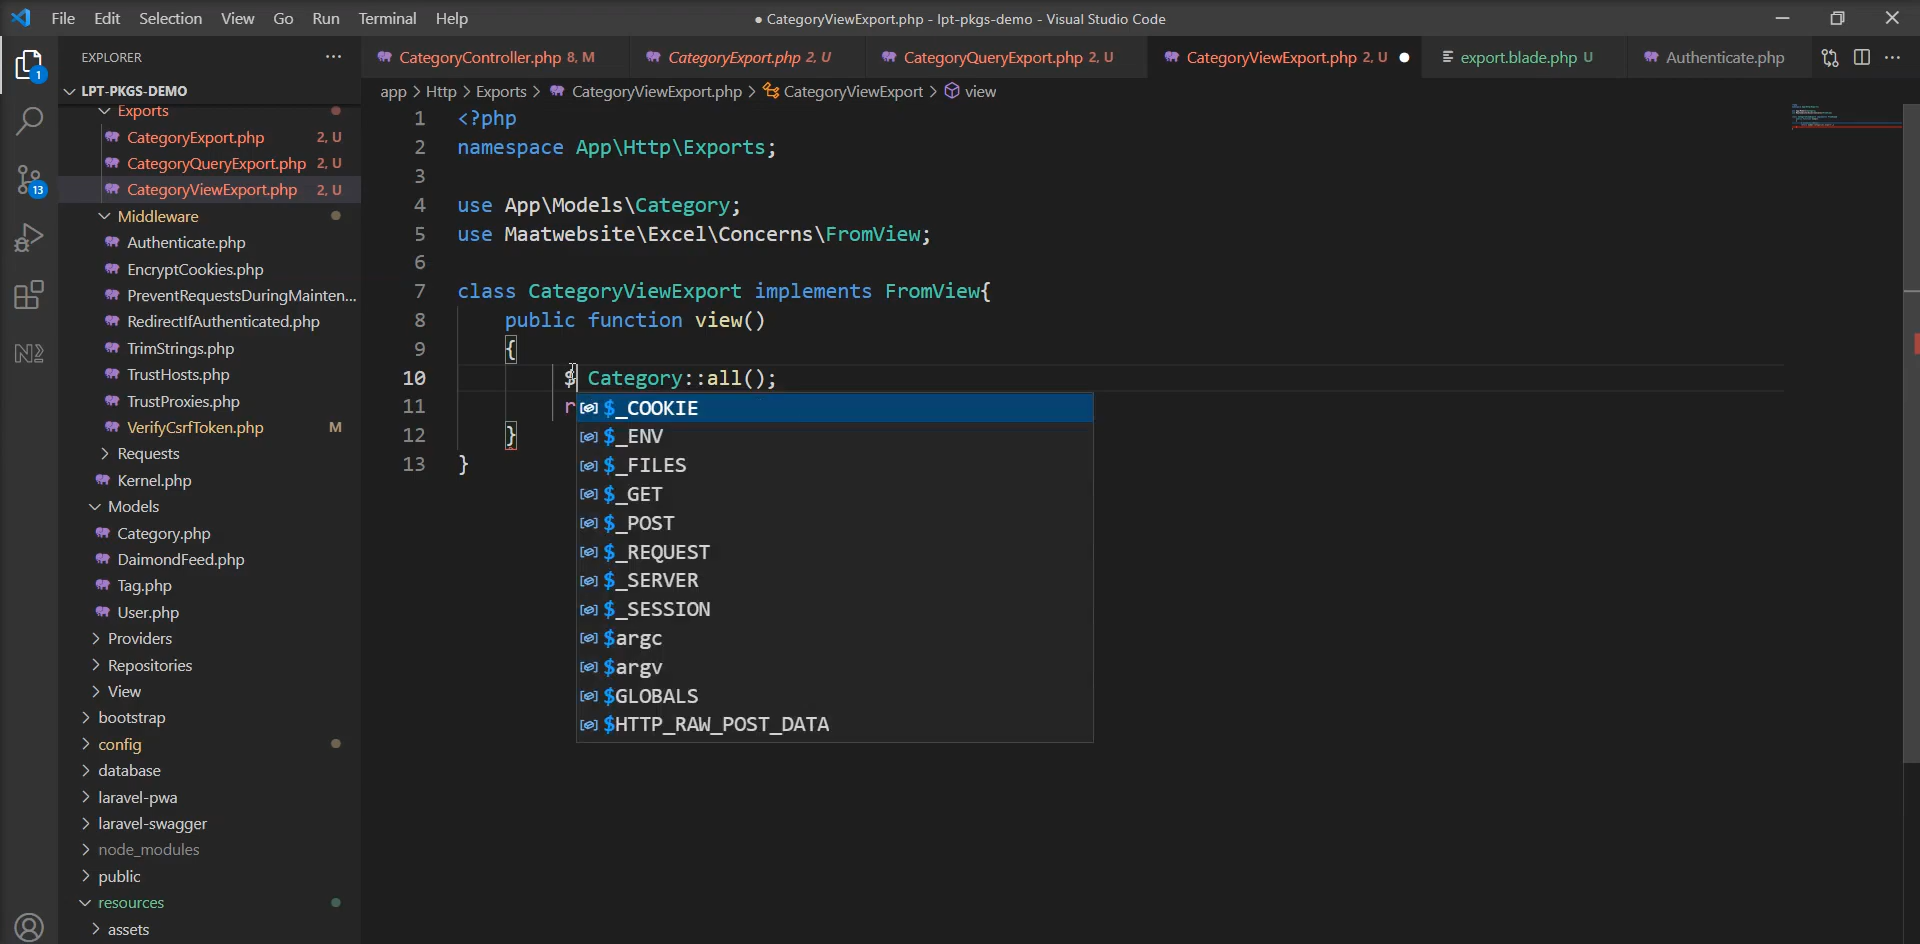 File Edit Selection View Go Run Terminal Help
● CategoryViewExport.php - lpt-pkgs-demo - Visual Studio Code
EXPLORER
CategoryController.php 8, M
CategoryExport.php 2, U
CategoryQueryExport.php 2, U
CategoryViewExport.php 2, U
export.blade.php U
Authenticate.php
1
13
LPT-PKGS-DEMO
Exports
CategoryExport.php 2, U
CategoryQueryExport.php 2, U
CategoryViewExport.php 2, U
Middleware
Authenticate.php
EncryptCookies.php
PreventRequestsDuringMainten...
RedirectIfAuthenticated.php
TrimStrings.php
TrustHosts.php
TrustProxies.php
VerifyCsrfToken.php M
Requests
Kernel.php
Models
Category.php
DaimondFeed.php
Tag.php
User.php
Providers
Repositories
View
bootstrap
config
database
laravel-pwa
laravel-swagger
node_modules
public
resources
assets
app > Http > Exports > CategoryViewExport.php > CategoryViewExport > view
1 <?php
2 namespace App\Http\Exports;
3
4 use App\Models\Category;
5 use Maatwebsite\Excel\Concerns\FromView;
6
7 class CategoryViewExport implements FromView{
8 public function view()
9 {
10 $ Category::all();
11 r
12 }
13 }
$_COOKIE
$_ENV
$_FILES
$_GET
$_POST
$_REQUEST
$_SERVER
$_SESSION
$argc
$argv
$GLOBALS
$HTTP_RAW_POST_DATA